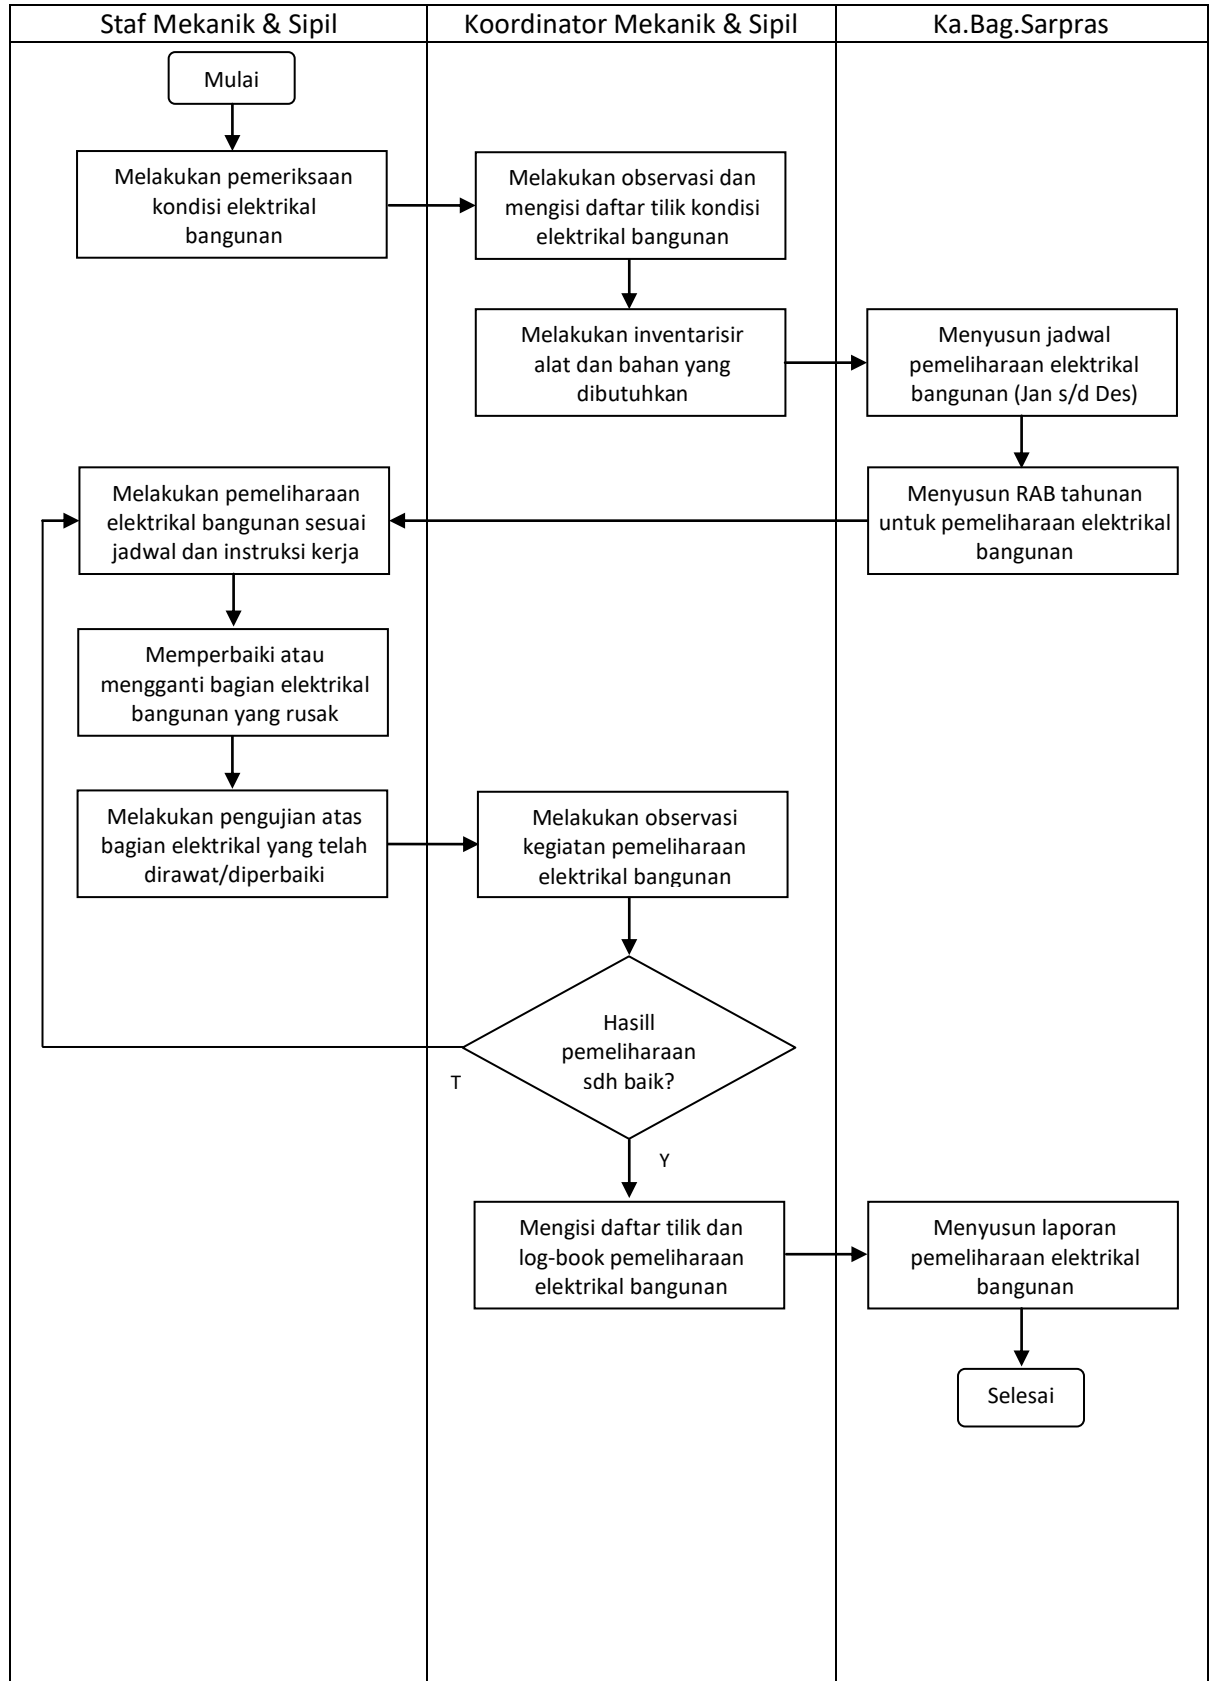 Staf Mekanik & Sipil
Koordinator Mekanik & Sipil
Ka.Bag.Sarpras
Mulai
Melakukan pemeriksaan
kondisi elektrikal
bangunan
Melakukan observasi dan
mengisi daftar tilik kondisi
elektrikal bangunan
Melakukan inventarisir
alat dan bahan yang
dibutuhkan
Menyusun jadwal
pemeliharaan elektrikal
bangunan (Jan s/d Des)
Menyusun RAB tahunan
untuk pemeliharaan elektrikal
bangunan
Melakukan pemeliharaan
elektrikal bangunan sesuai
jadwal dan instruksi kerja
Memperbaiki atau
mengganti bagian elektrikal
bangunan yang rusak
Melakukan pengujian atas
bagian elektrikal yang telah
dirawat/diperbaiki
Melakukan observasi
kegiatan pemeliharaan
elektrikal bangunan
Hasill
pemeliharaan
sdh baik?
T
Y
Mengisi daftar tilik dan
log-book pemeliharaan
elektrikal bangunan
Menyusun laporan
pemeliharaan elektrikal
bangunan
Selesai